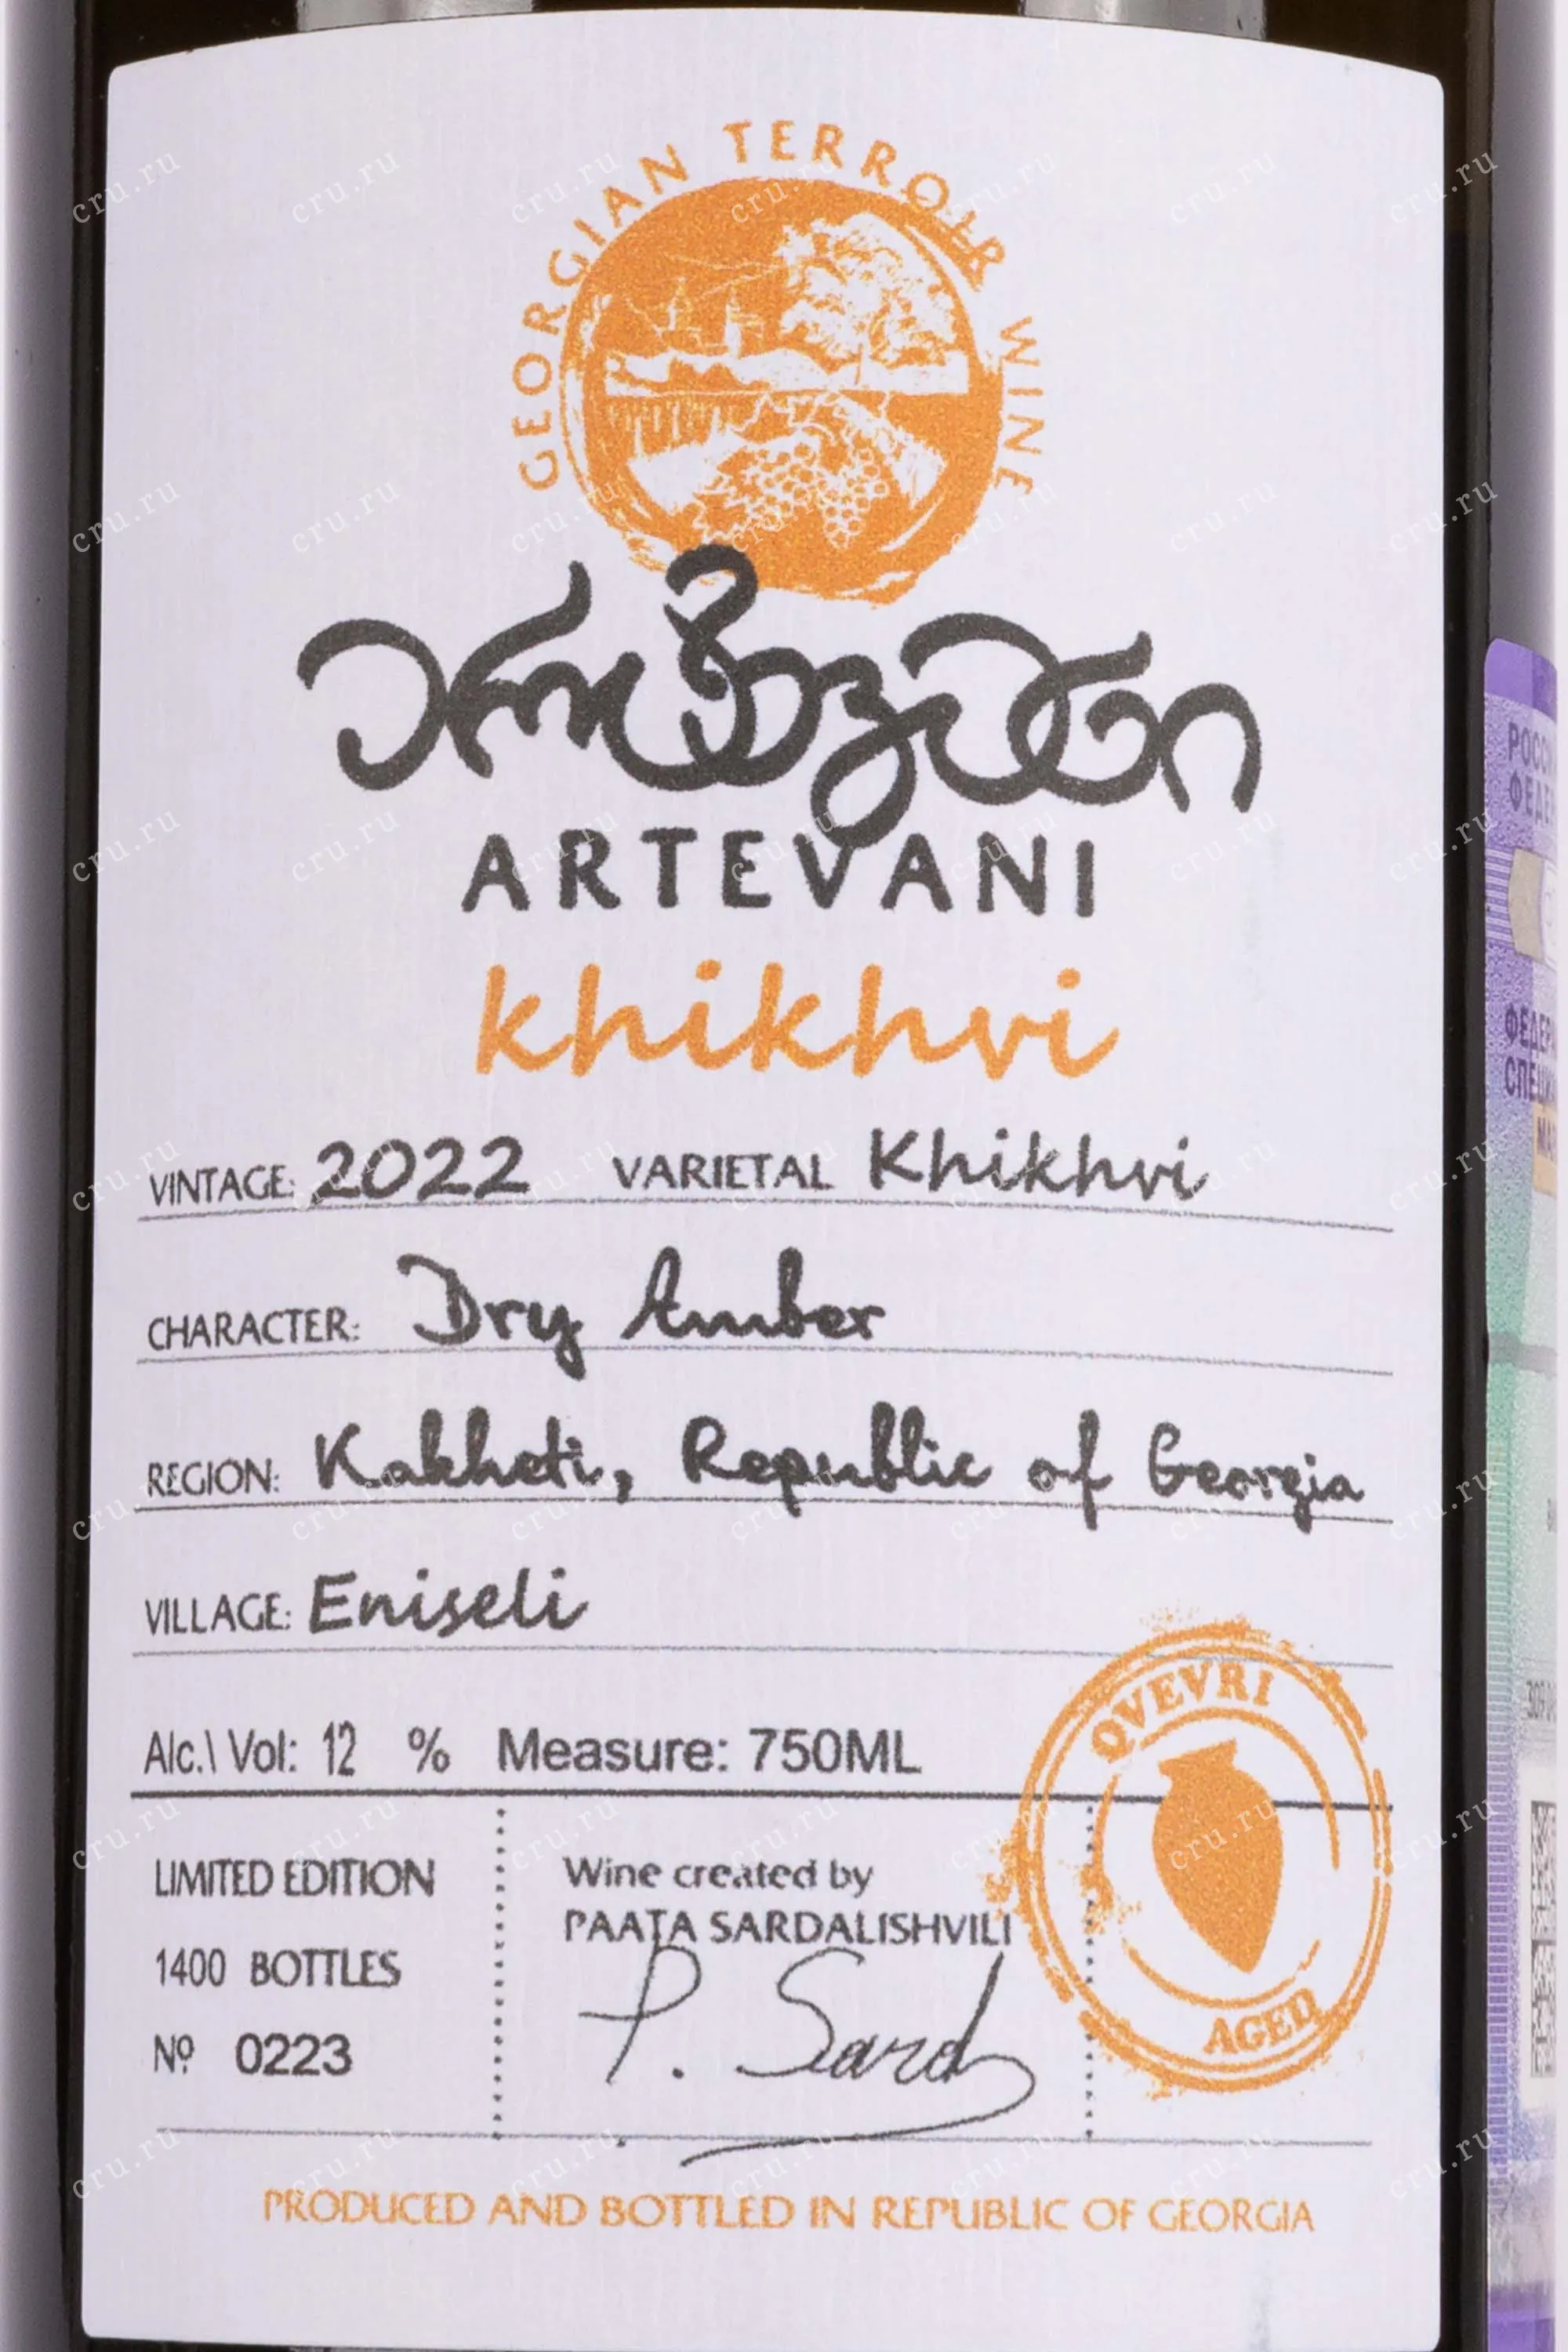 GEORGIAN TERROIR WINE
არტევანი
ARTEVANI
khikhvi
VINTAGE: 2022 VARIETAL Khikhvi
CHARACTER: Dry Amber
REGION: Kakheti, Republic of Georgia
VILLAGE: Eniseli
Alc.\ Vol: 12 % Measure: 750ML
QVEVRI
AGED
LIMITED EDITION
1400 BOTTLES
№ 0223
Wine created by
PAATA SARDALISHVILI
P. Sard
PRODUCED AND BOTTLED IN REPUBLIC OF GEORGIA
cru.ru